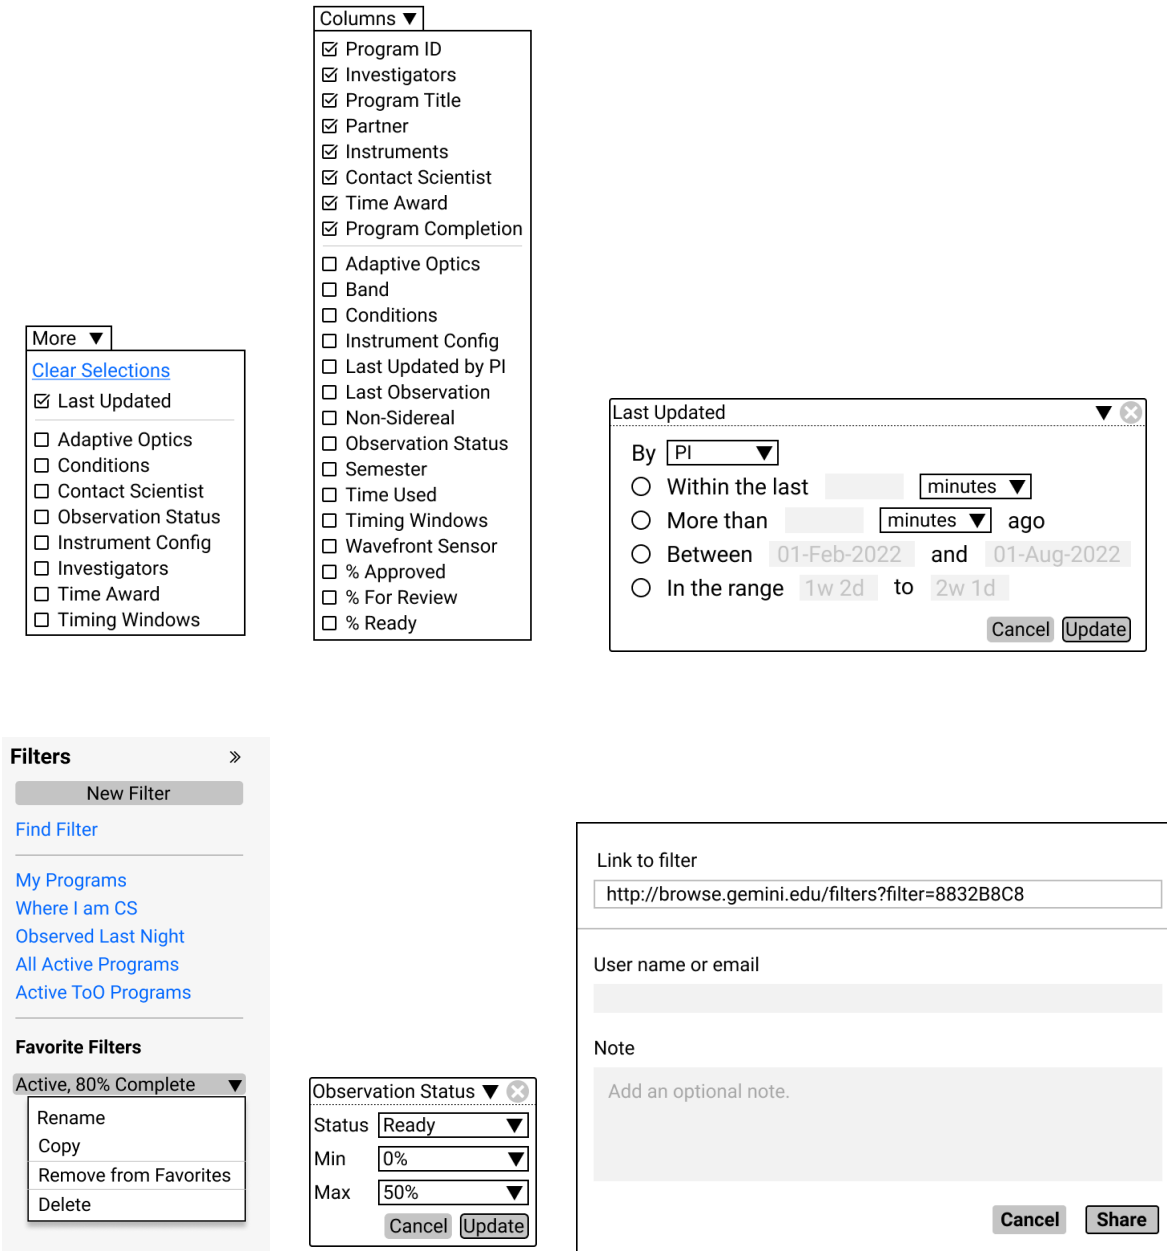 Columns
Program ID
Investigators
Program Title
Partner
Instruments
Contact Scientist
Time Award
Program Completion
Adaptive Optics
Band
Conditions
Instrument Config
Last Updated by PI
Last Observation
Non-Sidereal
Observation Status
Semester
Time Used
Timing Windows
Wavefront Sensor
% Approved
% For Review
% Ready
More
Clear Selections
Last Updated
Adaptive Optics
Conditions
Contact Scientist
Observation Status
Instrument Config
Investigators
Time Award
Timing Windows
Last Updated
By PI
Within the last minutes
More than minutes ago
Between 01-Feb-2022 and 01-Aug-2022
In the range 1w 2d to 2w 1d
Cancel Update
Filters
New Filter
Find Filter
My Programs
Where I am CS
Observed Last Night
All Active Programs
Active ToO Programs
Favorite Filters
Active, 80% Complete
Rename
Copy
Remove from Favorites
Delete
Observation Status
Status Ready
Min 0%
Max 50%
Cancel Update
Link to filter
http://browse.gemini.edu/filters?filter=8832B8C8
User name or email
Note
Add an optional note.
Cancel Share